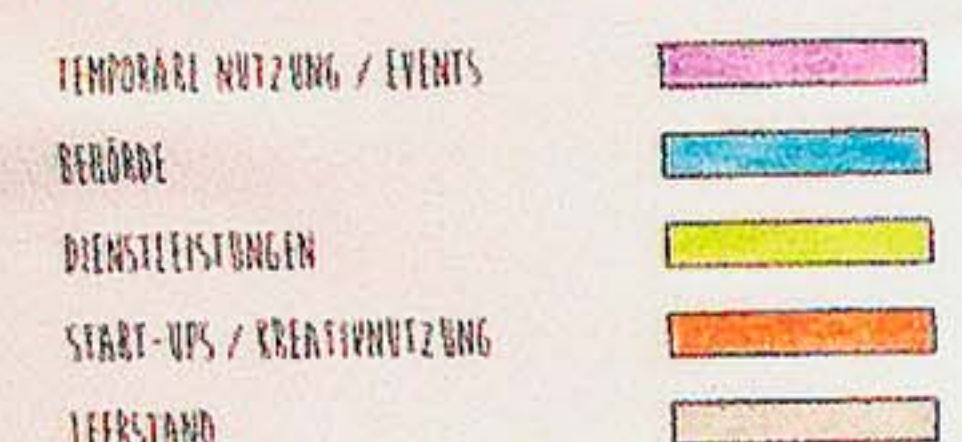 TEMPORÄRE NUTZUNG / EVENTS
BEHÖRDE
DIENSTLEISTUNGEN
START-UPS / KREATIVNUTZUNG
LEERSTAND